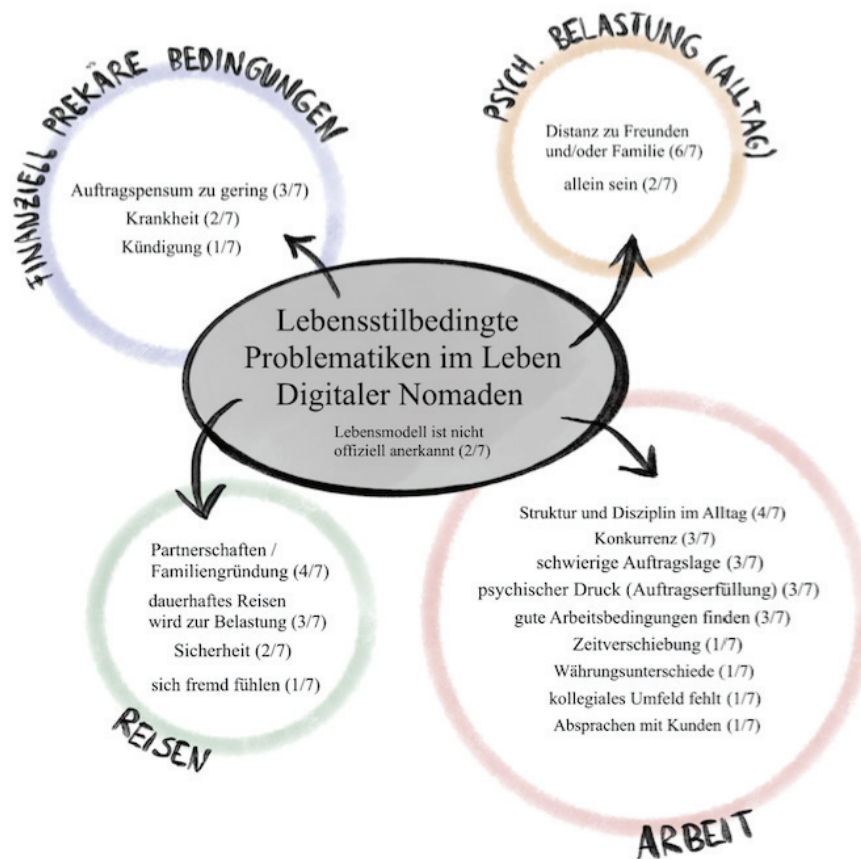 FINANZIELL PREKÄRE BEDINGUNGEN
Auftragspensum zu gering (3/7)
Krankheit (2/7)
Kündigung (1/7)
PSYCH. BELASTUNG (ALLTAG)
Distanz zu Freunden
und/oder Familie (6/7)
allein sein (2/7)
Lebensstilbedingte
Problematiken im Leben
Digitaler Nomaden
Lebensmodell ist nicht
offiziell anerkannt (2/7)
Partnerschaften /
Familiengründung (4/7)
dauerhaftes Reisen
wird zur Belastung (3/7)
Sicherheit (2/7)
sich fremd fühlen (1/7)
REISEN
Struktur und Disziplin im Alltag (4/7)
Konkurrenz (3/7)
schwierige Auftragslage (3/7)
psychischer Druck (Auftragserfüllung) (3/7)
gute Arbeitsbedingungen finden (3/7)
Zeitverschiebung (1/7)
Währungsunterschiede (1/7)
kollegiales Umfeld fehlt (1/7)
Absprachen mit Kunden (1/7)
ARBEIT